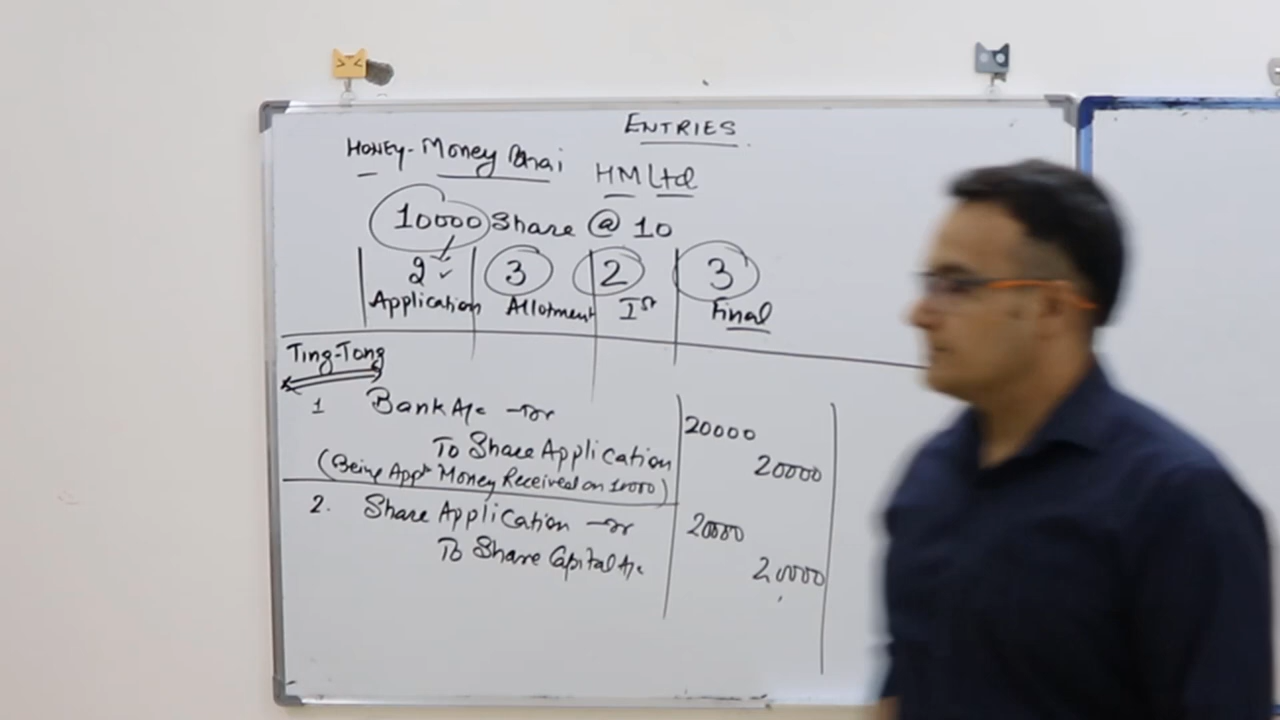 ENTRIES
HONEY-Money Bhai
HM Ltd
10000 Share @ 10
2 3 2 3
Application Allotment Ist Final
Ting-Tong
1 Bank A/c -Dr 20000
To Share Application 20000
(Being Appn Money Received on 10000)
2. Share Application -Dr 20000
To Share Capital A/c 20000